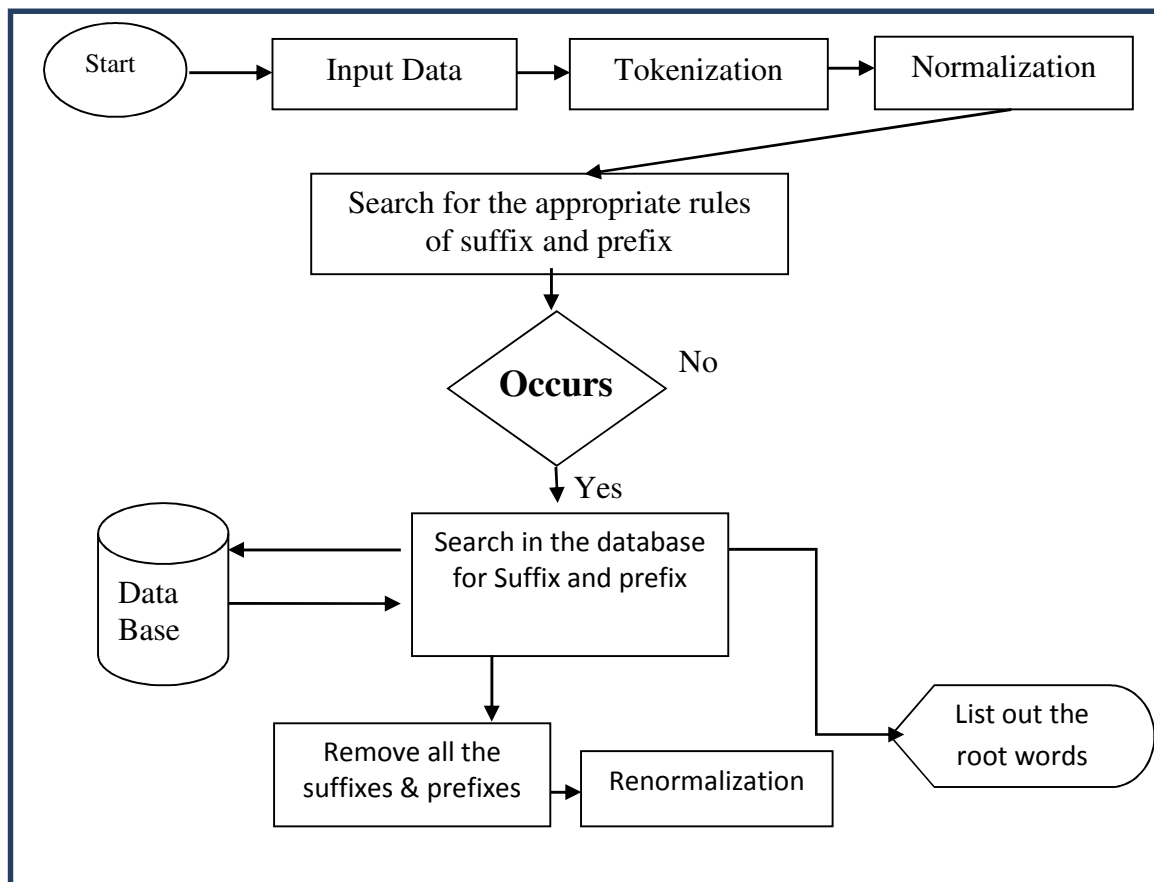 Start
Input Data
Tokenization
Normalization
Search for the appropriate rules
of suffix and prefix
Occurs
No
Yes
Search in the database
for Suffix and prefix
Data
Base
Remove all the
suffixes & prefixes
Renormalization
List out the
root words